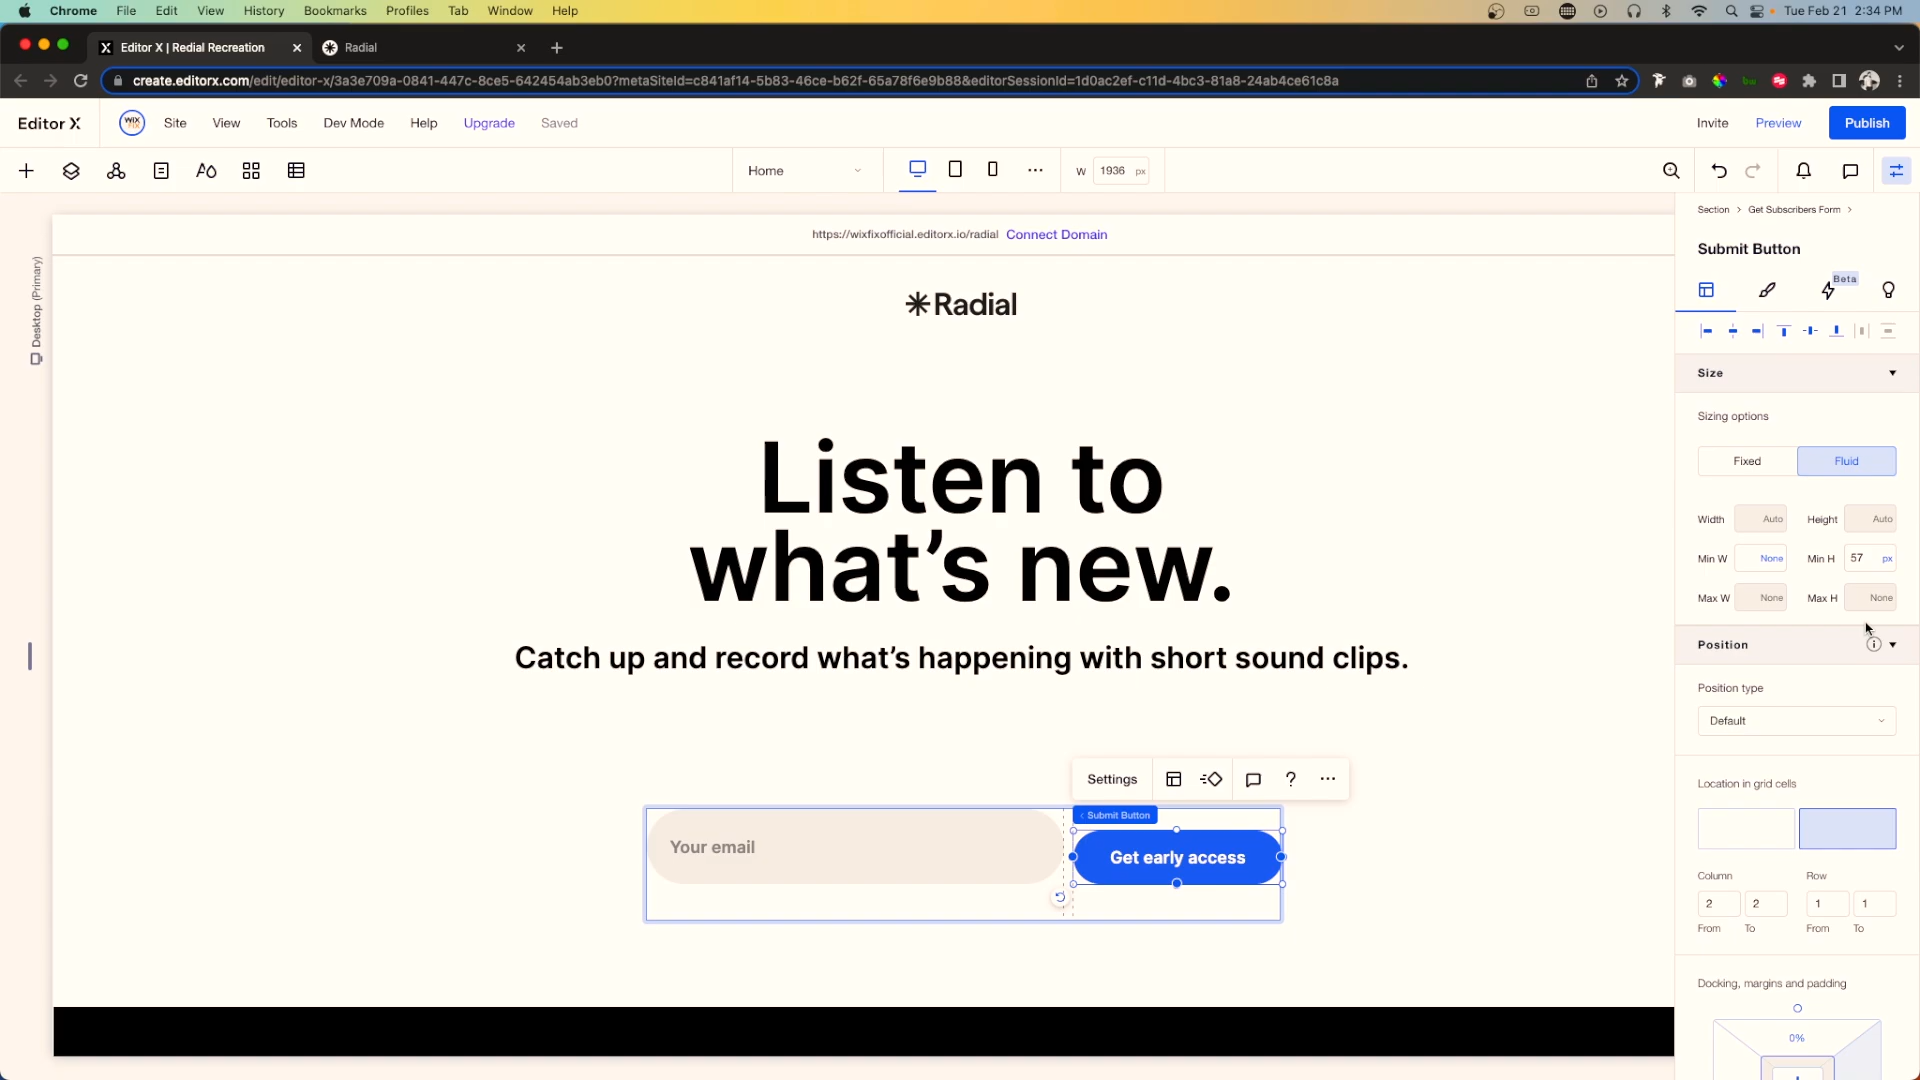 Chrome File Edit View History Bookmarks Profiles Tab Window Help Tue Feb 21 2:34 PM
Editor X | Redial Recreation Radial
create.editorx.com/edit/editor-x/3a3e709a-0841-447c-8ce5-642454ab3eb0?metaSiteId=c841af14-5b83-46ce-b62f-65a78f6e9b88&editorSessionId=1d0ac2ef-c11d-4bc3-81a8-24ab4ce61c8a
Editor X WIX FIX Site View Tools Dev Mode Help Upgrade Saved Invite Preview Publish
Home W 1936 px
Section > Get Subscribers Form >
https://wixfixofficial.editorx.io/radial Connect Domain
Submit Button
Beta
Desktop (Primary)
Radial
Size
Sizing options
Fixed Fluid
Listen to
what's new.
Width Auto Height Auto
Min W None Min H 57 px
Max W None Max H None
Catch up and record what's happening with short sound clips.
Position
Position type
Default
Settings ?
Location in grid cells
Submit Button
Your email
Get early access
Column Row
2 2 1 1
From To From To
Docking, margins and padding
0%